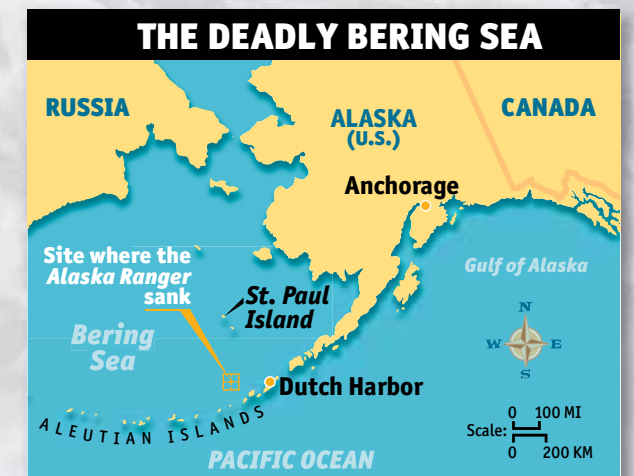 THE DEADLY BERING SEA
RUSSIA
ALASKA
(U.S.)
CANADA
Anchorage
Site where the
Alaska Ranger
sank
St. Paul
Island
Gulf of Alaska
Bering
Sea
N
W E
S
Dutch Harbor
ALEUTIAN ISLANDS
0 100 MI
Scale:
0 200 KM
PACIFIC OCEAN